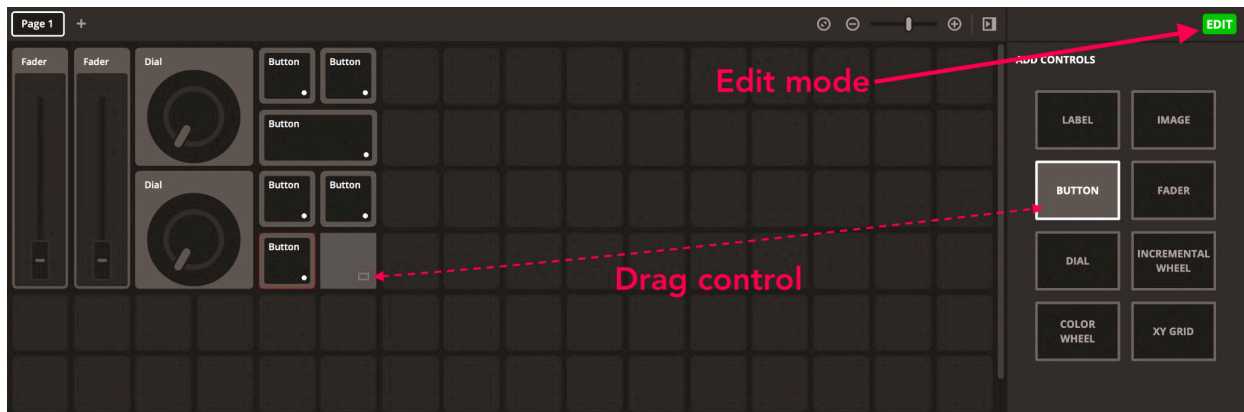 Page 1 +
EDIT
Fader Fader Dial Button Button
Edit mode
ADD CONTROLS
LABEL IMAGE
Button
Dial Button Button
BUTTON FADER
Button
Drag control
DIAL INCREMENTAL
WHEEL
COLOR
WHEEL XY GRID